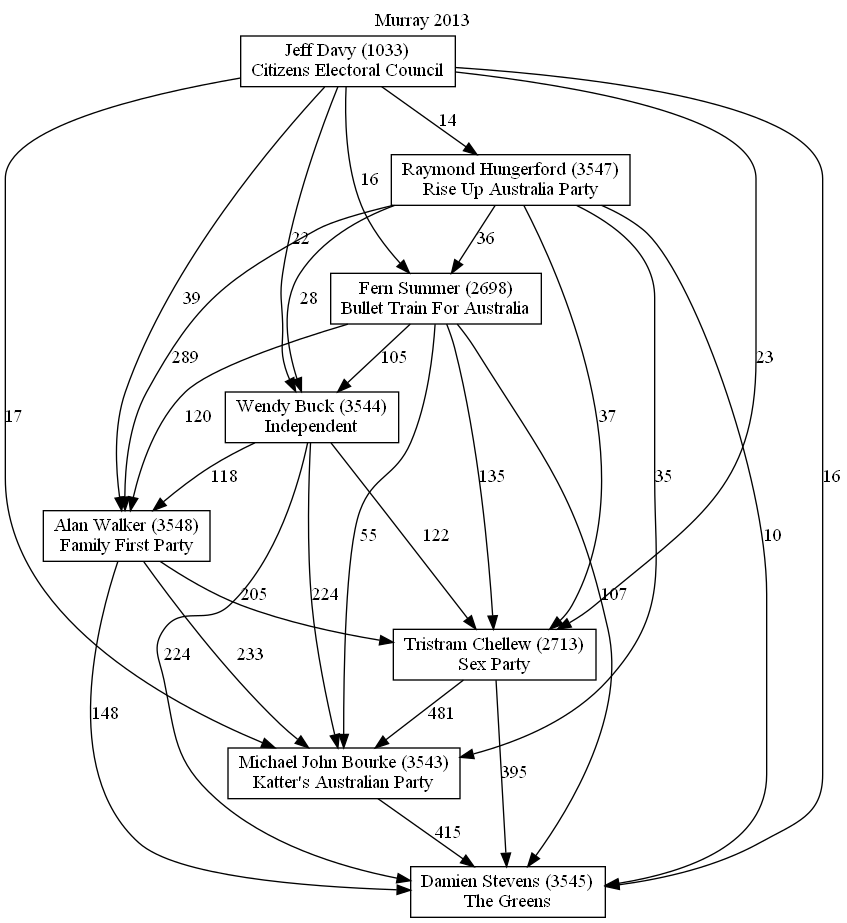 Murray 2013
Jeff Davy (1033)
Citizens Electoral Council
14
Raymond Hungerford (3547)
Rise Up Australia Party
16
22
36
Fern Summer (2698)
Bullet Train For Australia
39
28
289
105
23
Wendy Buck (3544)
Independent
17
120
37
118
135
35
16
Alan Walker (3548)
Family First Party
55
122
10
205
224
107
Tristram Chellew (2713)
Sex Party
224
233
148
481
Michael John Bourke (3543)
Katter's Australian Party
395
415
Damien Stevens (3545)
The Greens